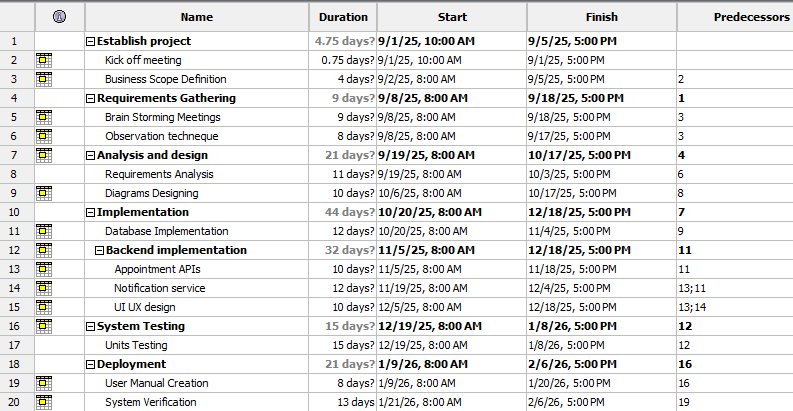 Name Duration Start Finish Predecessors
1 Establish project 4.75 days? 9/1/25, 10:00 AM 9/5/25, 5:00 PM
2 Kick off meeting 0.75 days? 9/1/25, 10:00 AM 9/1/25, 5:00 PM
3 Business Scope Definition 4 days? 9/2/25, 8:00 AM 9/5/25, 5:00 PM 2
4 Requirements Gathering 9 days? 9/8/25, 8:00 AM 9/18/25, 5:00 PM 1
5 Brain Storming Meetings 9 days? 9/8/25, 8:00 AM 9/18/25, 5:00 PM 3
6 Observation techneque 8 days? 9/8/25, 8:00 AM 9/17/25, 5:00 PM 3
7 Analysis and design 21 days? 9/19/25, 8:00 AM 10/17/25, 5:00 PM 4
8 Requirements Analysis 11 days? 9/19/25, 8:00 AM 10/3/25, 5:00 PM 6
9 Diagrams Designing 10 days? 10/6/25, 8:00 AM 10/17/25, 5:00 PM 8
10 Implementation 44 days? 10/20/25, 8:00 AM 12/18/25, 5:00 PM 7
11 Database Implementation 12 days? 10/20/25, 8:00 AM 11/4/25, 5:00 PM 9
12 Backend implementation 32 days? 11/5/25, 8:00 AM 12/18/25, 5:00 PM 11
13 Appointment APIs 10 days? 11/5/25, 8:00 AM 11/18/25, 5:00 PM 11
14 Notification service 12 days? 11/19/25, 8:00 AM 12/4/25, 5:00 PM 13;11
15 UI UX design 10 days? 12/5/25, 8:00 AM 12/18/25, 5:00 PM 13;14
16 System Testing 15 days? 12/19/25, 8:00 AM 1/8/26, 5:00 PM 12
17 Units Testing 15 days? 12/19/25, 8:00 AM 1/8/26, 5:00 PM 12
18 Deployment 21 days? 1/9/26, 8:00 AM 2/6/26, 5:00 PM 16
19 User Manual Creation 8 days? 1/9/26, 8:00 AM 1/20/26, 5:00 PM 16
20 System Verification 13 days 1/21/26, 8:00 AM 2/6/26, 5:00 PM 19